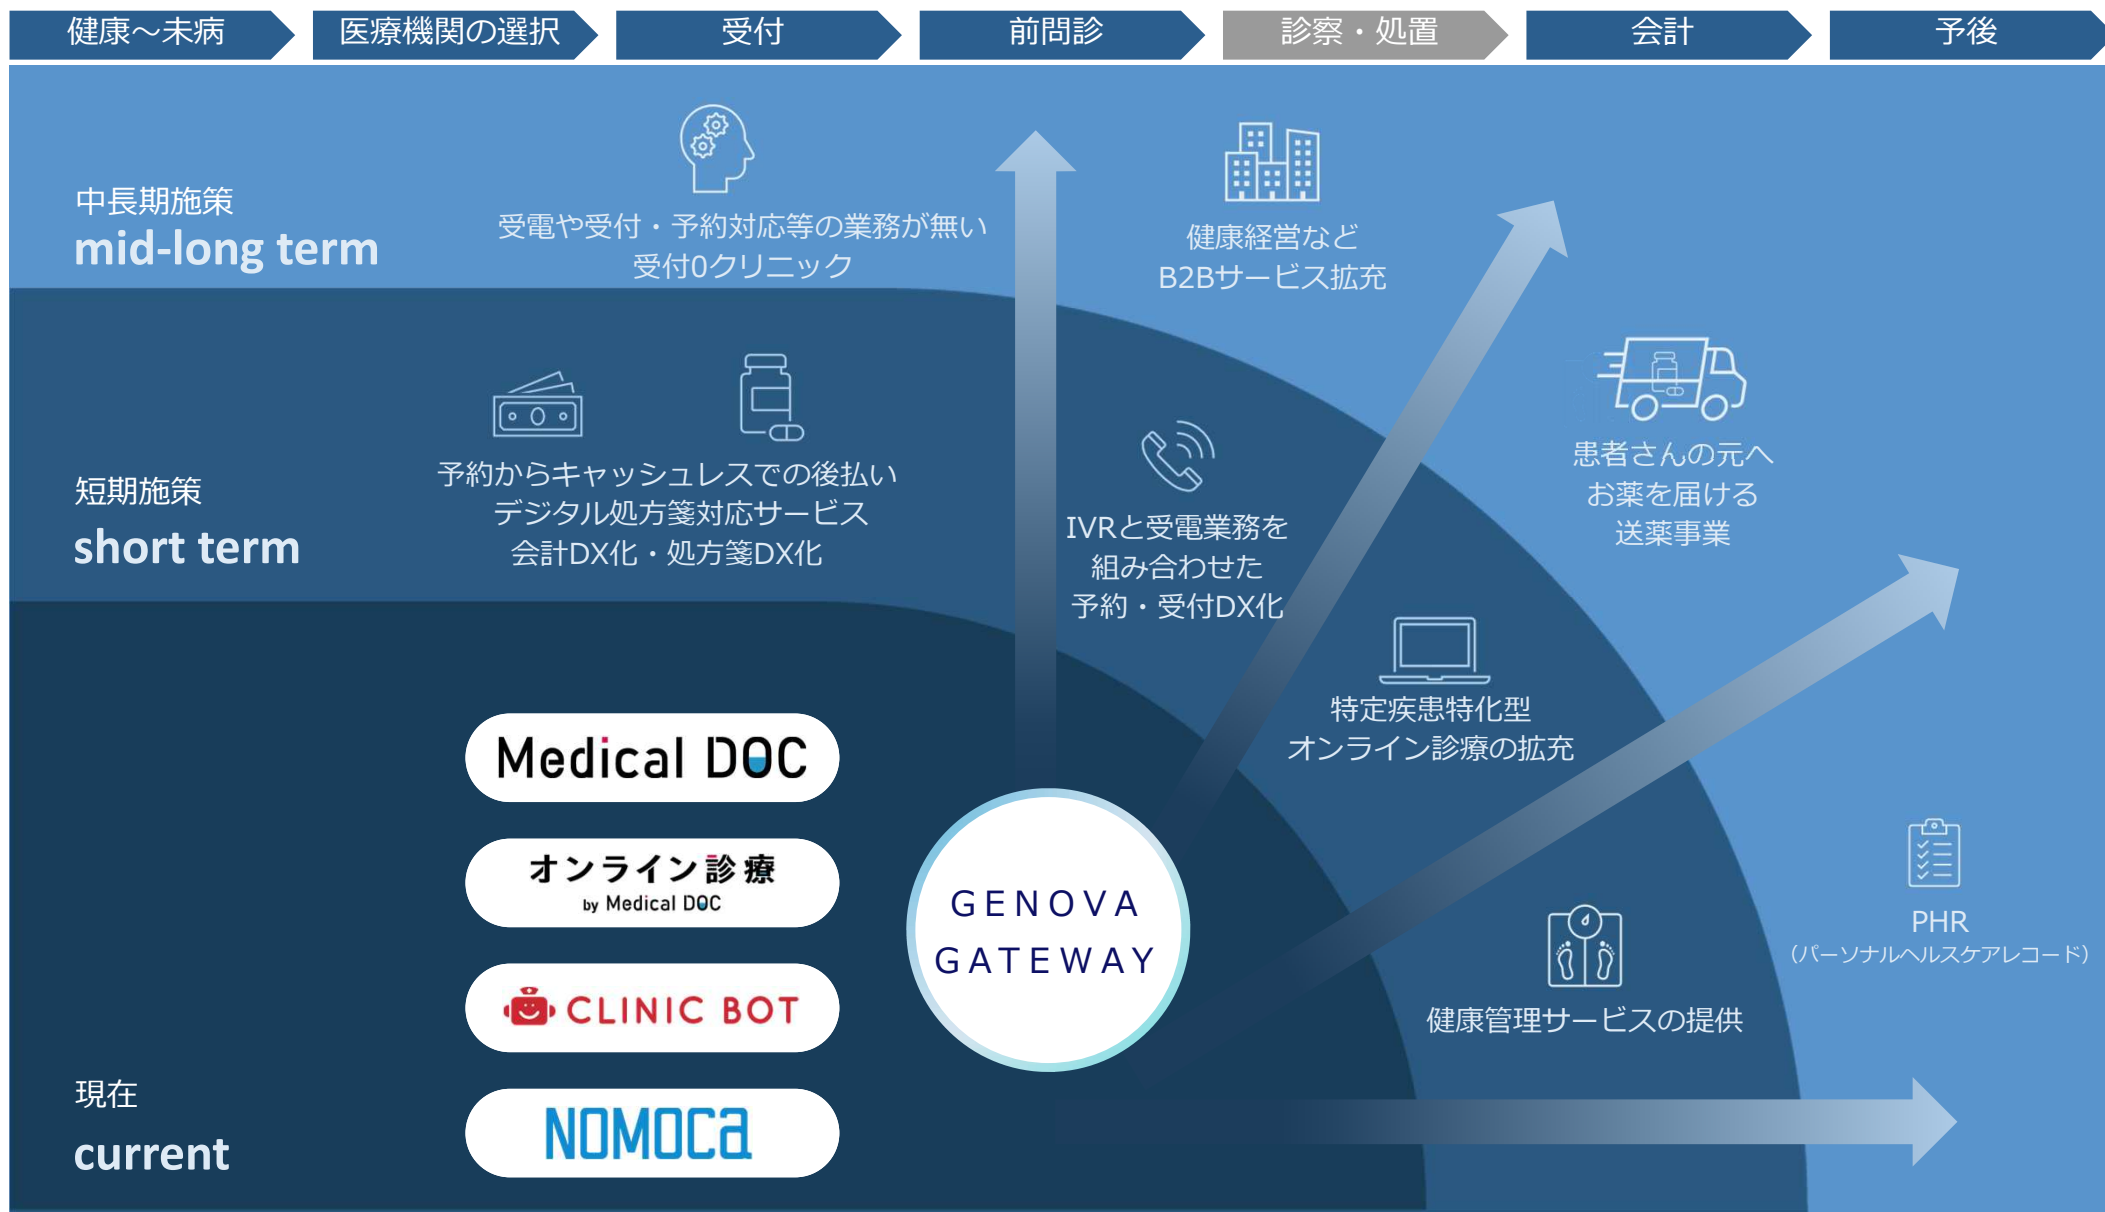 健康～未病
医療機関の選択
受付
前問診
診察・処置
会計
予後
中長期施策
mid-long term
受電や受付・予約対応等の業務が無い
受付0クリニック
健康経営など
B2Bサービス拡充
患者さんの元へ
お薬を届ける
送薬事業
短期施策
short term
予約からキャッシュレスでの後払い
デジタル処方箋対応サービス
会計DX化・処方箋DX化
IVRと受電業務を
組み合わせた
予約・受付DX化
特定疾患特化型
オンライン診療の拡充
PHR
（パーソナルヘルスケアレコード）
健康管理サービスの提供
現在
current
Medical DOC
オンライン診療
by Medical DOC
CLINIC BOT
NOMOCa
GENOVA
GATEWAY